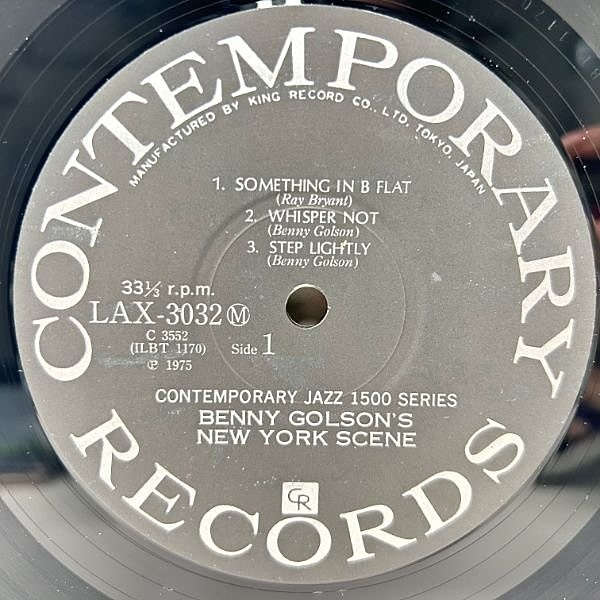 CONTEMPORARY
MANUFACTURED BY KING RECORD CO., LTD. TOKYO, JAPAN
1. SOMETHING IN B FLAT
(Ray Bryant)
2. WHISPER NOT
(Benny Golson)
3. STEP LIGHTLY
(Benny Golson)
33⅓ r.p.m.
LAX-3032 Ⓜ
C 3552
(ILBT 1170) Side 1
℗ 1975
CONTEMPORARY JAZZ 1500 SERIES
BENNY GOLSON'S
NEW YORK SCENE
CR
RECORDS